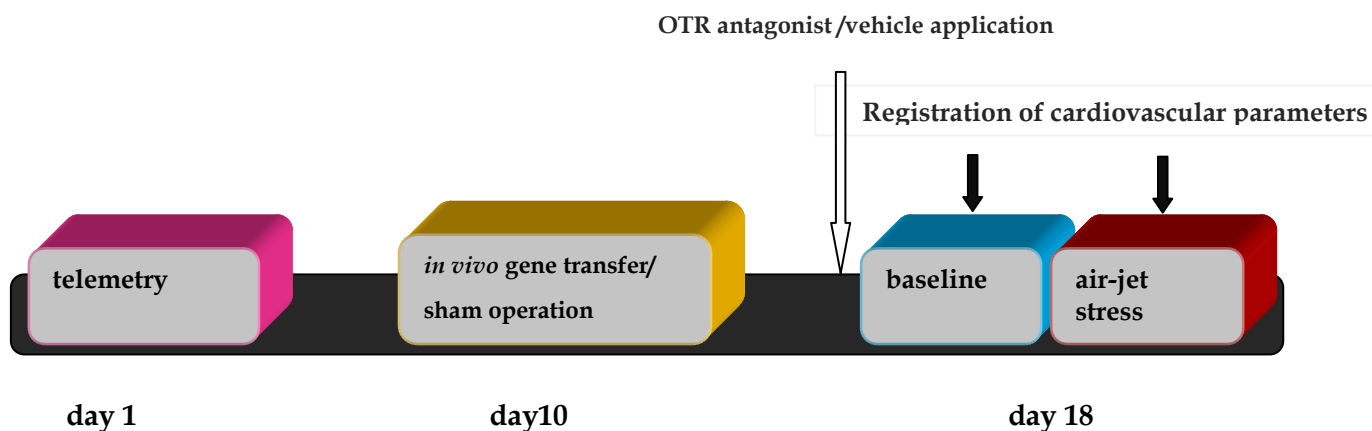 OTR antagonist/vehicle application
Registration of cardiovascular parameters
telemetry
in vivo gene transfer/
sham operation
baseline
air-jet
stress
day 1
day10
day 18